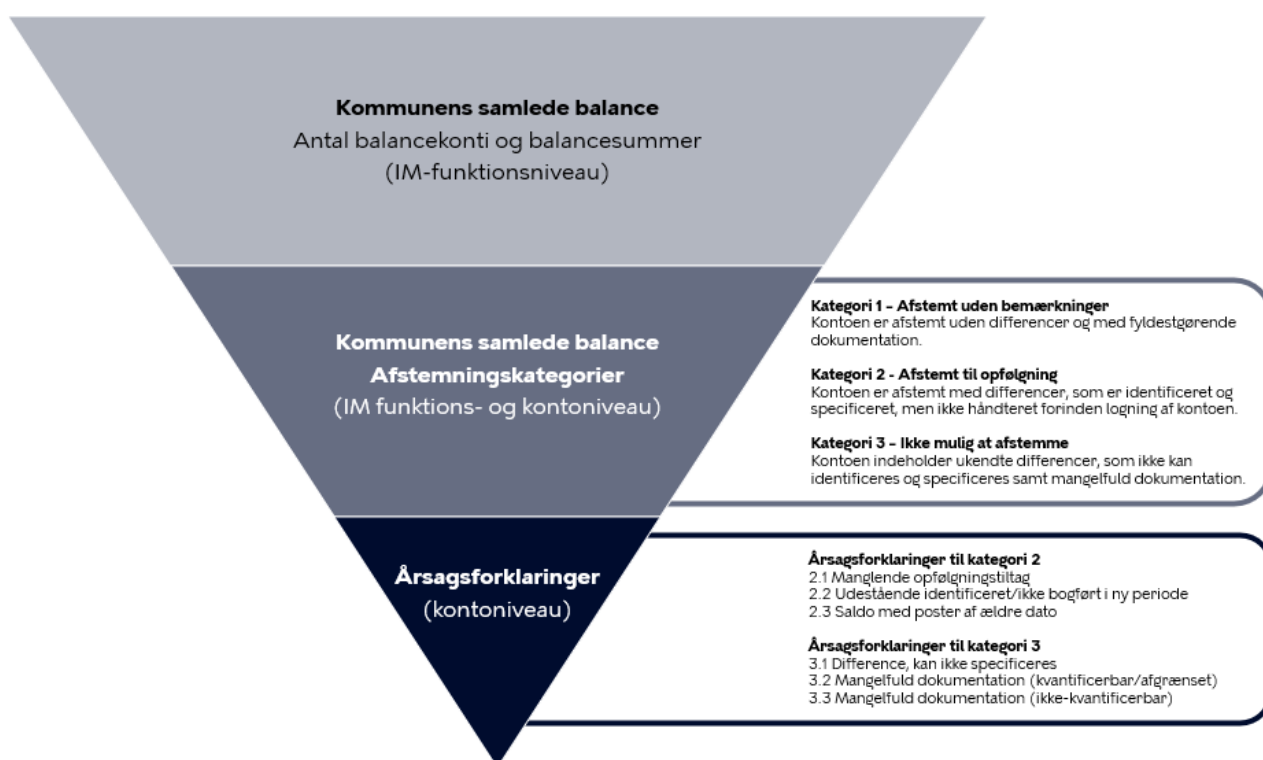 Kommunens samlede balance
Antal balancekonti og balancesummer
(IM-funktionsniveau)
Kommunens samlede balance
Afstemningskategorier
(IM funktions- og kontoniveau)
Kategori 1 – Afstemt uden bemærkninger
Kontoen er afstemt uden differencer og med fyldestgørende
dokumentation.
Kategori 2 - Afstemt til opfølgning
Kontoen er afstemt med differencer, som er identificeret og
specificeret, men ikke håndteret forinden logning af kontoen.
Kategori 3 – Ikke mulig at afstemme
Kontoen indeholder ukendte differencer, som ikke kan
identificeres og specificeres samt mangelfuld dokumentation.
Årsagsforklaringer
(kontoniveau)
Årsagsforklaringer til kategori 2
2.1 Manglende opfølgningstiltag
2.2 Udestående identificeret/ikke bogført i ny periode
2.3 Saldo med poster af ældre dato
Årsagsforklaringer til kategori 3
3.1 Difference, kan ikke specificeres
3.2 Mangelfuld dokumentation (kvantificerbar/afgrænset)
3.3 Mangelfuld dokumentation (ikke-kvantificerbar)